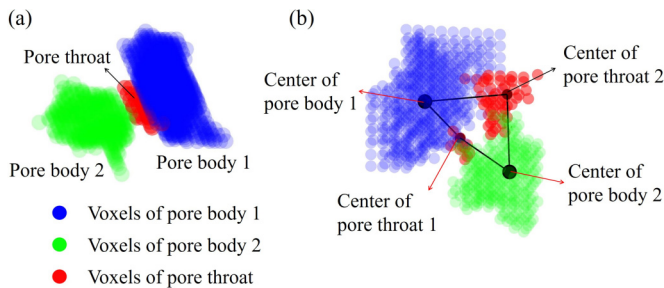 (a)
Pore throat
Pore body 2
Pore body 1
Voxels of pore body 1
Voxels of pore body 2
Voxels of pore throat
(b)
Center of
pore body 1
Center of
pore throat 2
Center of
pore throat 1
Center of
pore body 2